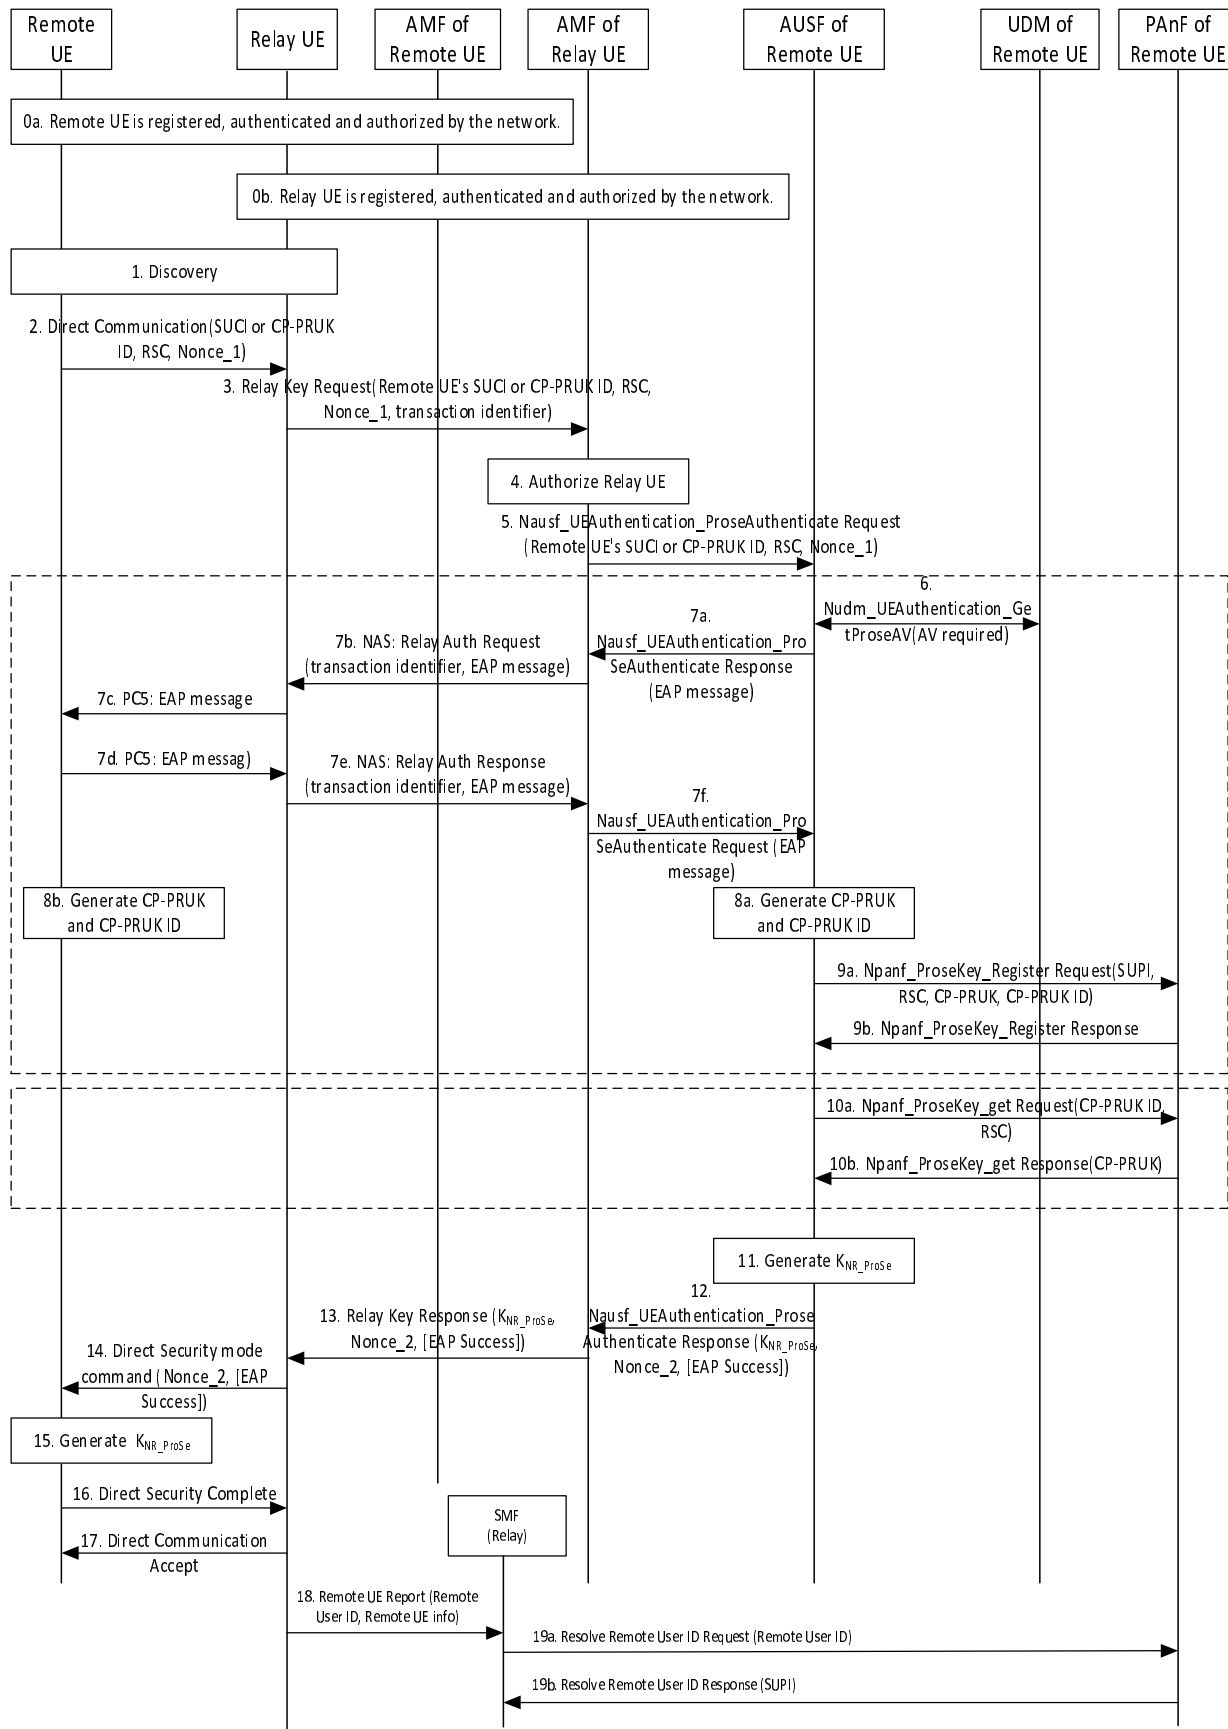 Remote
UE
Relay UE
AMF of
Remote UE
AMF of
Relay UE
AUSF of
Remote UE
UDM of
Remote UE
PAnF of
Remote UE
0a. Remote UE is registered, authenticated and authorized by the network.
0b. Relay UE is registered, authenticated and authorized by the network.
1. Discovery
2. Direct Communication(SUCI or CP-PRUK
ID, RSC, Nonce_1)
3. Relay Key Request(Remote UE's SUCI or CP-PRUK ID, RSC,
Nonce_1, transaction identifier)
4. Authorize Relay UE
5. Nausf_UEAuthentication_ProseAuthenticate Request
(Remote UE's SUCI or CP-PRUK ID, RSC, Nonce_1)
6.
Nudm_UEAuthentication_Ge
tProseAV(AV required)
7a.
Nausf_UEAuthentication_Pro
SeAuthenticate Response
(EAP message)
7b. NAS: Relay Auth Request
(transaction identifier, EAP message)
7c. PC5: EAP message
7d. PC5: EAP messag)
7e. NAS: Relay Auth Response
(transaction identifier, EAP message)
7f.
Nausf_UEAuthentication_Pro
SeAuthenticate Request (EAP
message)
8b. Generate CP-PRUK
and CP-PRUK ID
8a. Generate CP-PRUK
and CP-PRUK ID
9a. Npanf_ProseKey_Register Request(SUPI,
RSC, CP-PRUK, CP-PRUK ID)
9b. Npanf_ProseKey_Register Response
10a. Npanf_ProseKey_get Request(CP-PRUK ID,
RSC)
10b. Npanf_ProseKey_get Response(CP-PRUK)
11. Generate KNR_ProSe
12.
Nausf_UEAuthentication_Prose
Authenticate Response (KNR_ProSe,
Nonce_2, [EAP Success])
13. Relay Key Response (KNR_ProSe,
Nonce_2, [EAP Success])
14. Direct Security mode
command (Nonce_2, [EAP
Success])
15. Generate KNR_ProSe
16. Direct Security Complete
17. Direct Communication
Accept
SMF
(Relay)
18. Remote UE Report (Remote
User ID, Remote UE info)
19a. Resolve Remote User ID Request (Remote User ID)
19b. Resolve Remote User ID Response (SUPI)